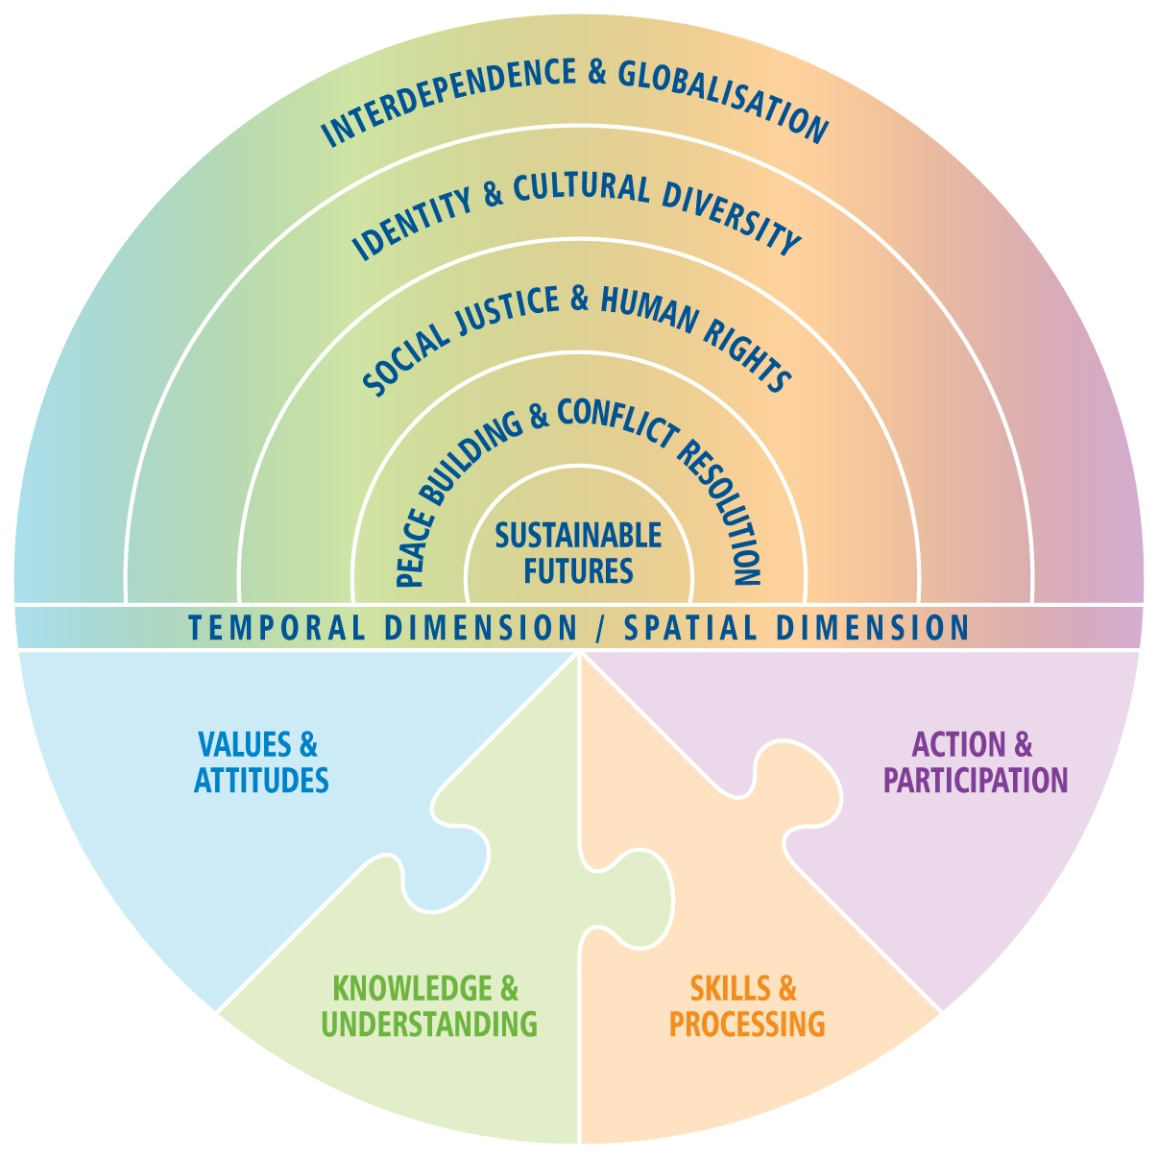 INTERDEPENDENCE & GLOBALISATION
IDENTITY & CULTURAL DIVERSITY
SOCIAL JUSTICE & HUMAN RIGHTS
PEACE BUILDING & CONFLICT RESOLUTION
SUSTAINABLE
FUTURES
TEMPORAL DIMENSION / SPATIAL DIMENSION
VALUES &
ATTITUDES
ACTION &
PARTICIPATION
KNOWLEDGE &
UNDERSTANDING
SKILLS &
PROCESSING